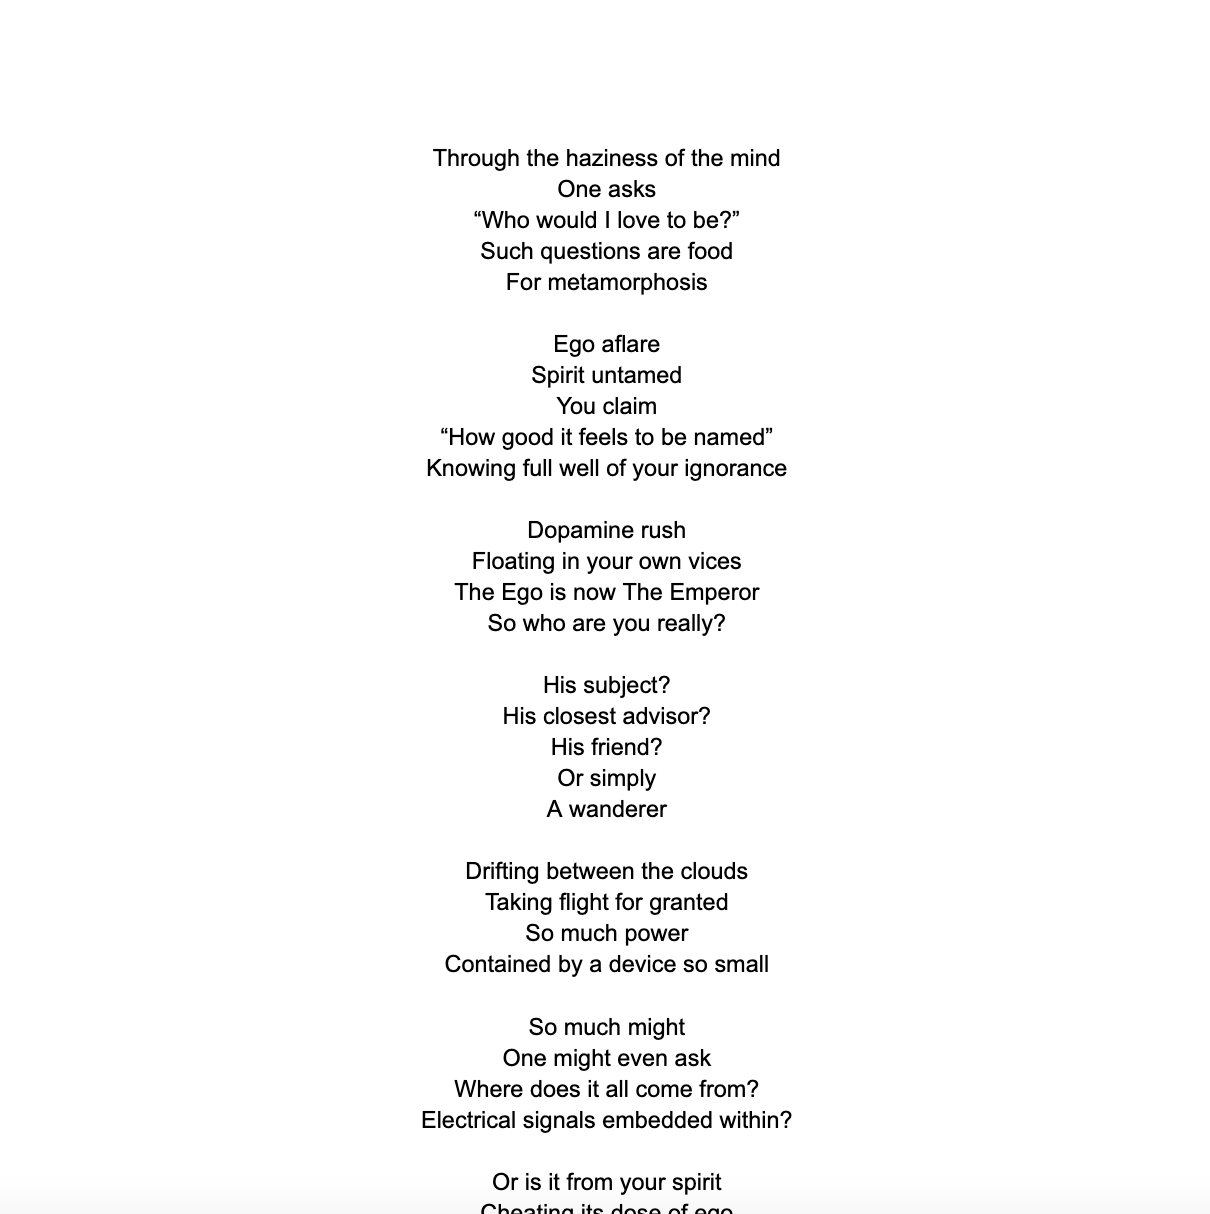 Through the haziness of the mind
One asks
“Who would I love to be?”
Such questions are food
For metamorphosis
Ego aflare
Spirit untamed
You claim
“How good it feels to be named”
Knowing full well of your ignorance
Dopamine rush
Floating in your own vices
The Ego is now The Emperor
So who are you really?
His subject?
His closest advisor?
His friend?
Or simply
A wanderer
Drifting between the clouds
Taking flight for granted
So much power
Contained by a device so small
So much might
One might even ask
Where does it all come from?
Electrical signals embedded within?
Or is it from your spirit
Cheating its dose of ego